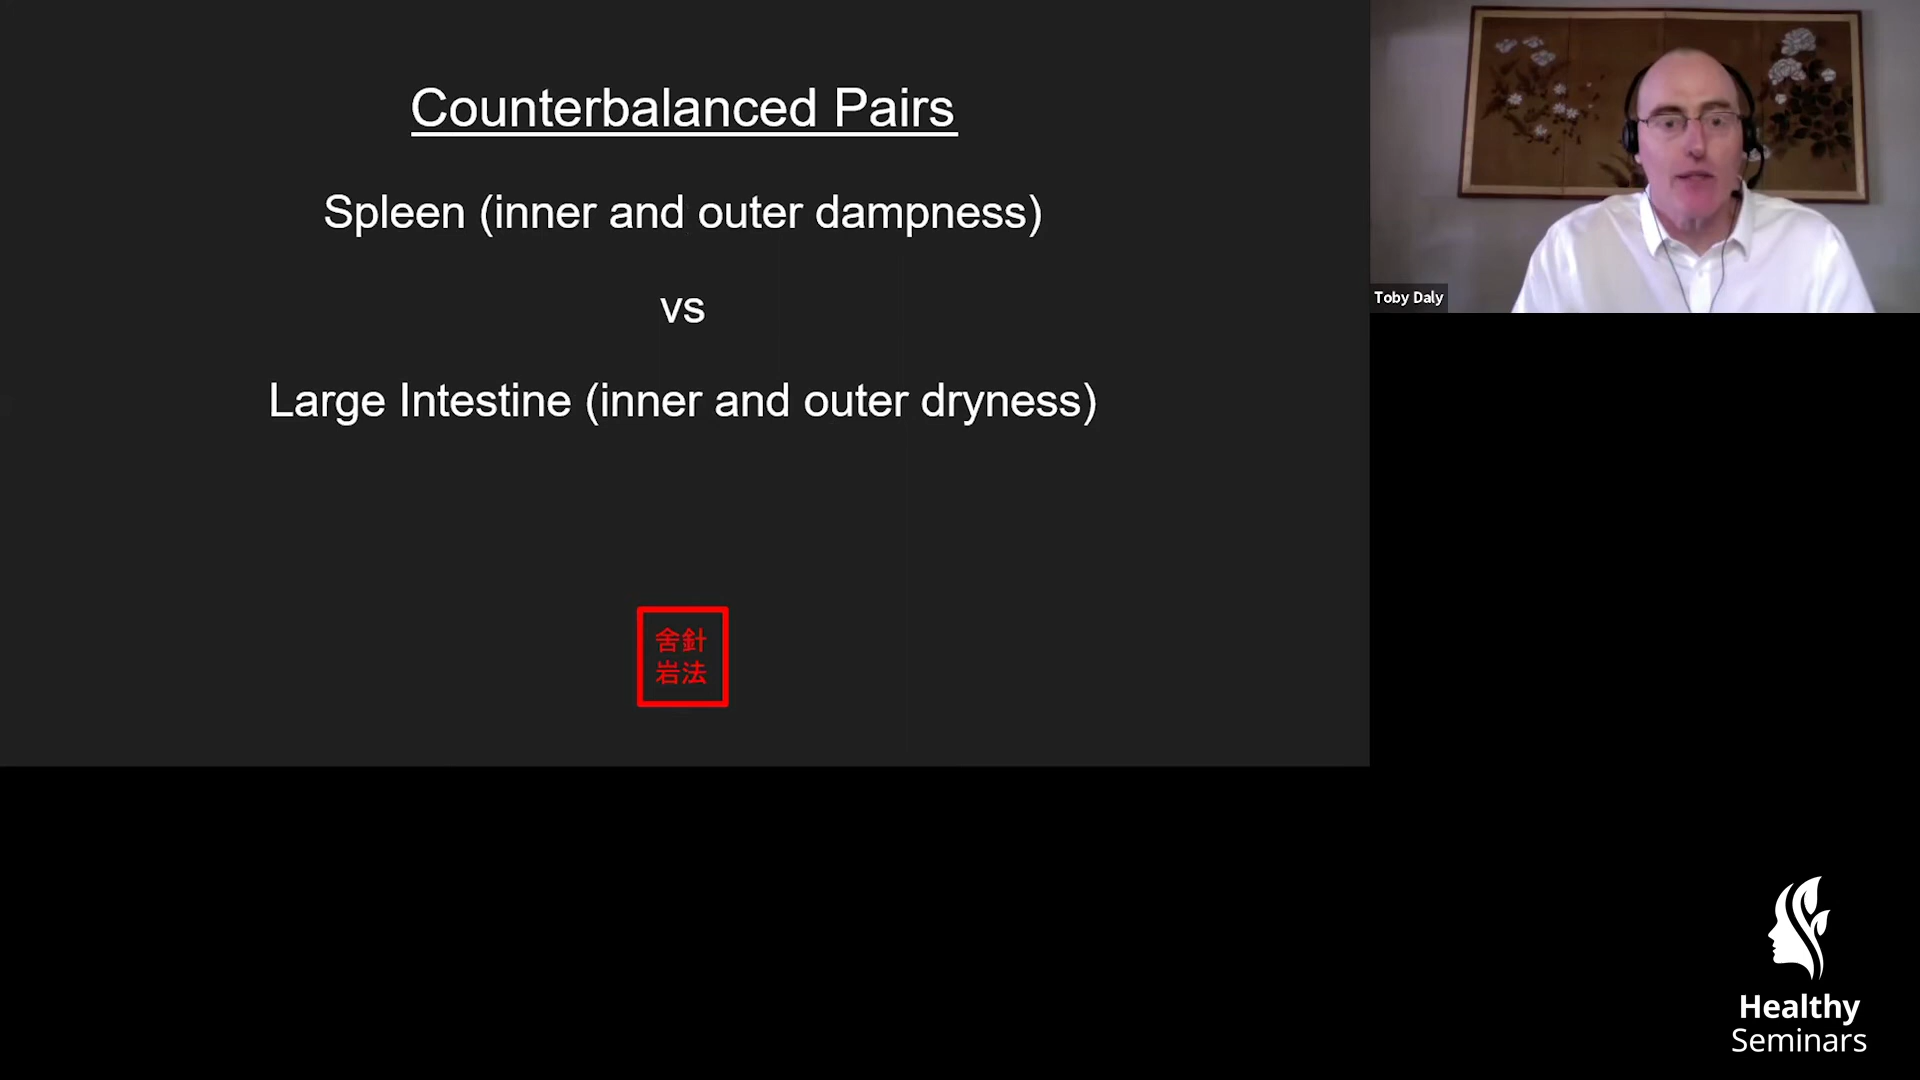 Counterbalanced Pairs
Spleen (inner and outer dampness)
vs
Large Intestine (inner and outer dryness)
舍針
岩法
Toby Daly
Healthy
Seminars